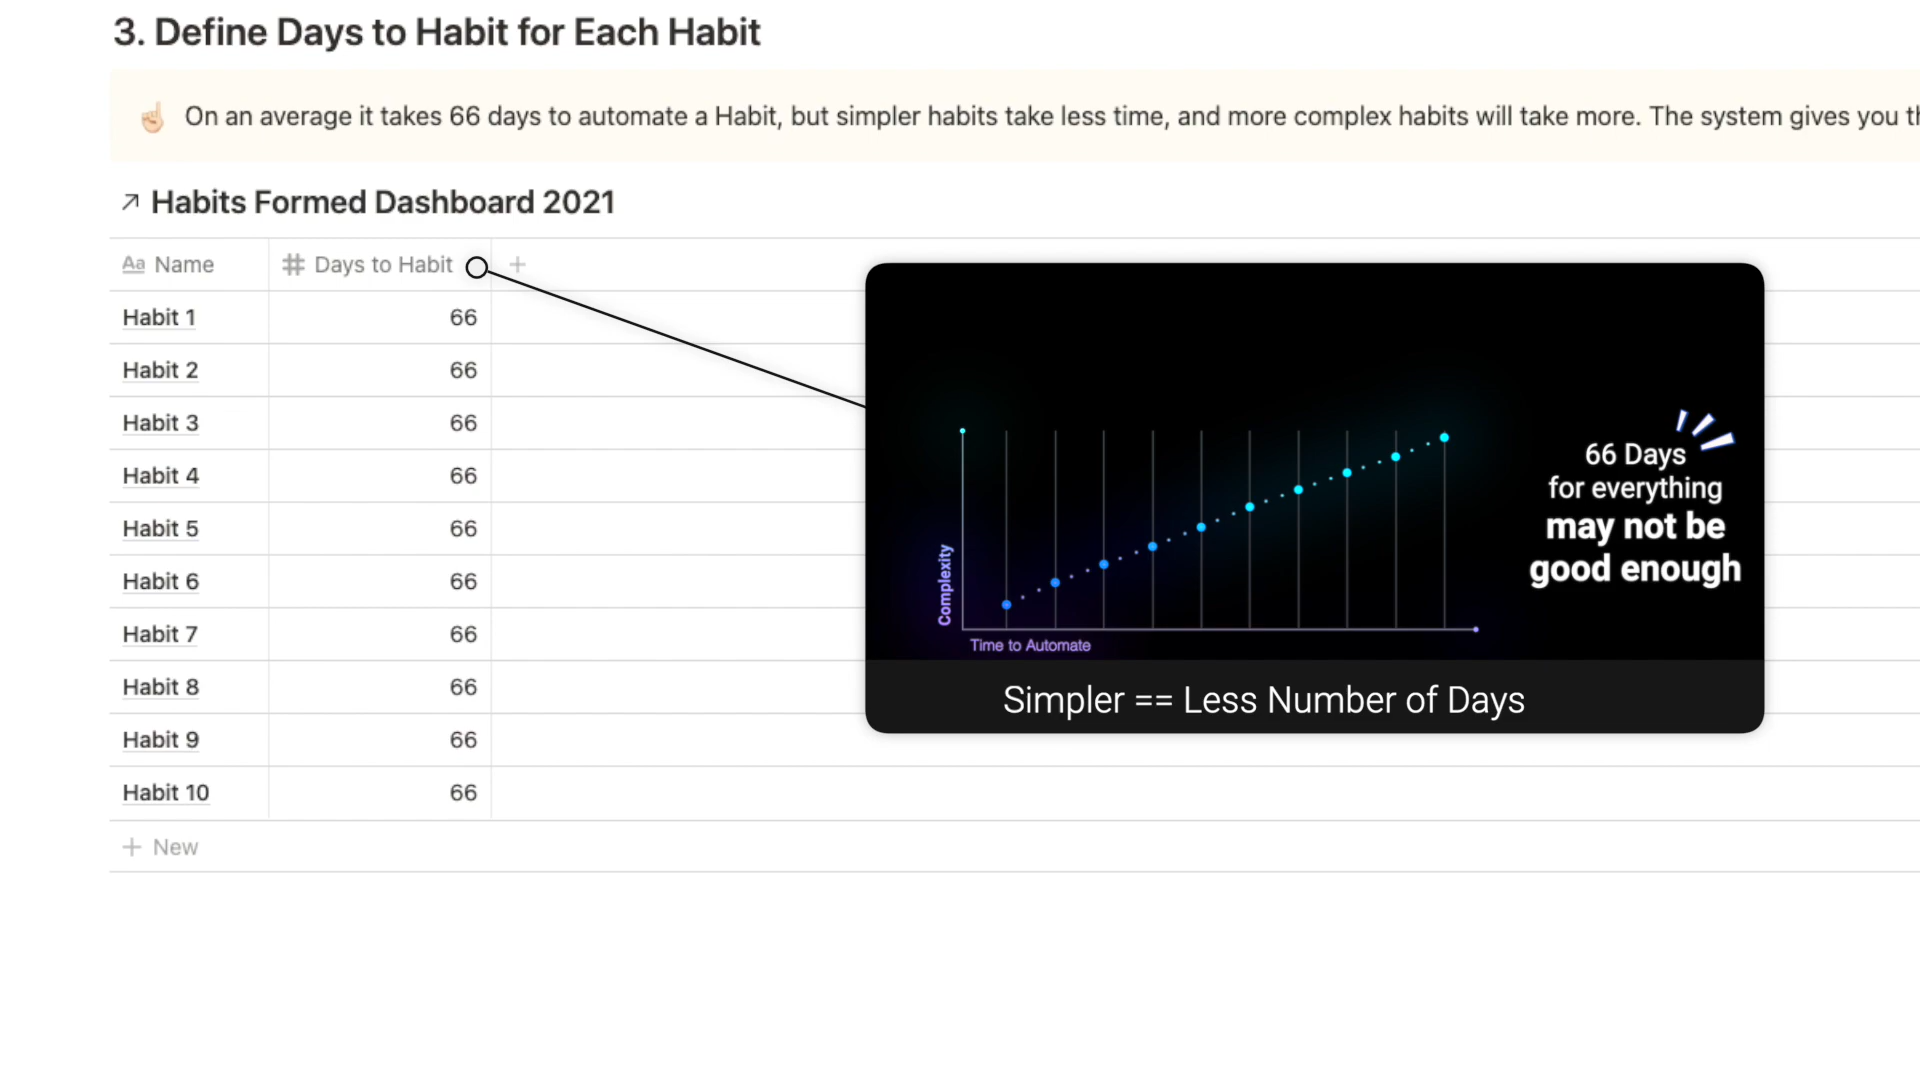 3. Define Days to Habit for Each Habit
On an average it takes 66 days to automate a Habit, but simpler habits take less time, and more complex habits will take more. The system gives you
Habits Formed Dashboard 2021
Aa Name
Days to Habit
Habit 1 66
Habit 2 66
Habit 3 66
Habit 4 66
Habit 5 66
Habit 6 66
Habit 7 66
Habit 8 66
Habit 9 66
Habit 10 66
New
Complexity
Time to Automate
66 Days
for everything
may not be
good enough
Simpler == Less Number of Days